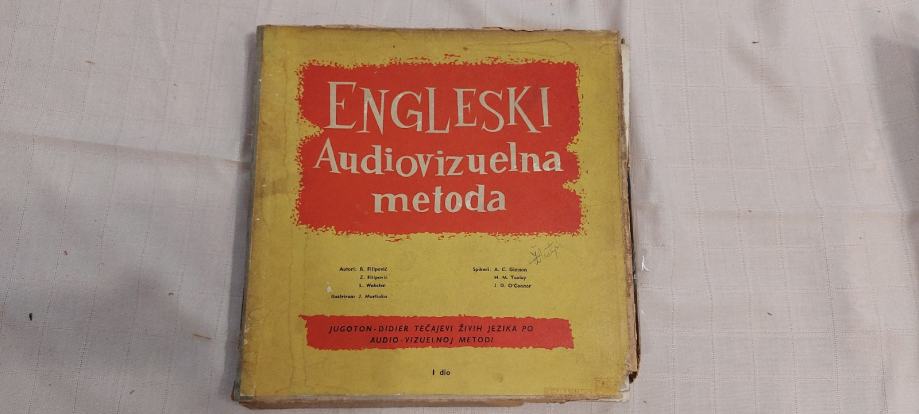 ENGLESKI
Audiovizuelna
metoda
Autori: R. Filipović
Z. Filipović
L. Webster
Ilustrirao: J.
Spikeri: A. C. Gimson
H. M. Tooley
J. D. O'Connor
JUGOTON-DIDIER TEČAJEVI ŽIVIH JEZIKA PO
AUDIO-VIZUELNOJ METODI
I dio